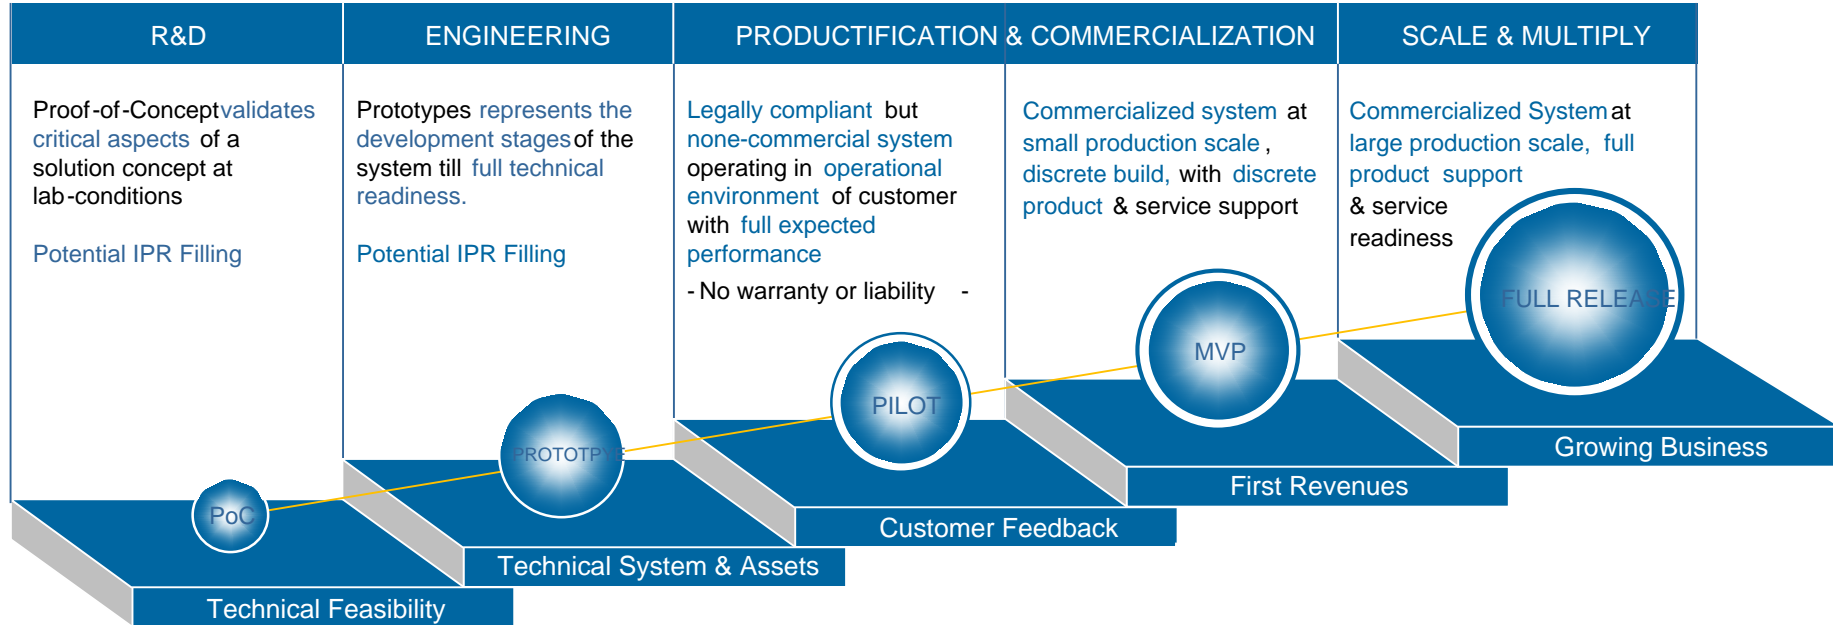 R&D
ENGINEERING
PRODUCTIFICATION & COMMERCIALIZATION
SCALE & MULTIPLY
Proof-of-Concept validates
critical aspects of a
solution concept at
lab-conditions
Potential IPR Filling
Prototypes represents the
development stages of the
system till full technical
readiness.
Potential IPR Filling
Legally compliant but
none-commercial system
operating in operational
environment of customer
with full expected
performance
- No warranty or liability -
Commercialized system at
small production scale ,
discrete build, with discrete
product & service support
Commercialized System at
large production scale, full
product support
& service
readiness
PoC
PROTOTPYE
PILOT
MVP
FULL RELEASE
Technical Feasibility
Technical System & Assets
Customer Feedback
First Revenues
Growing Business